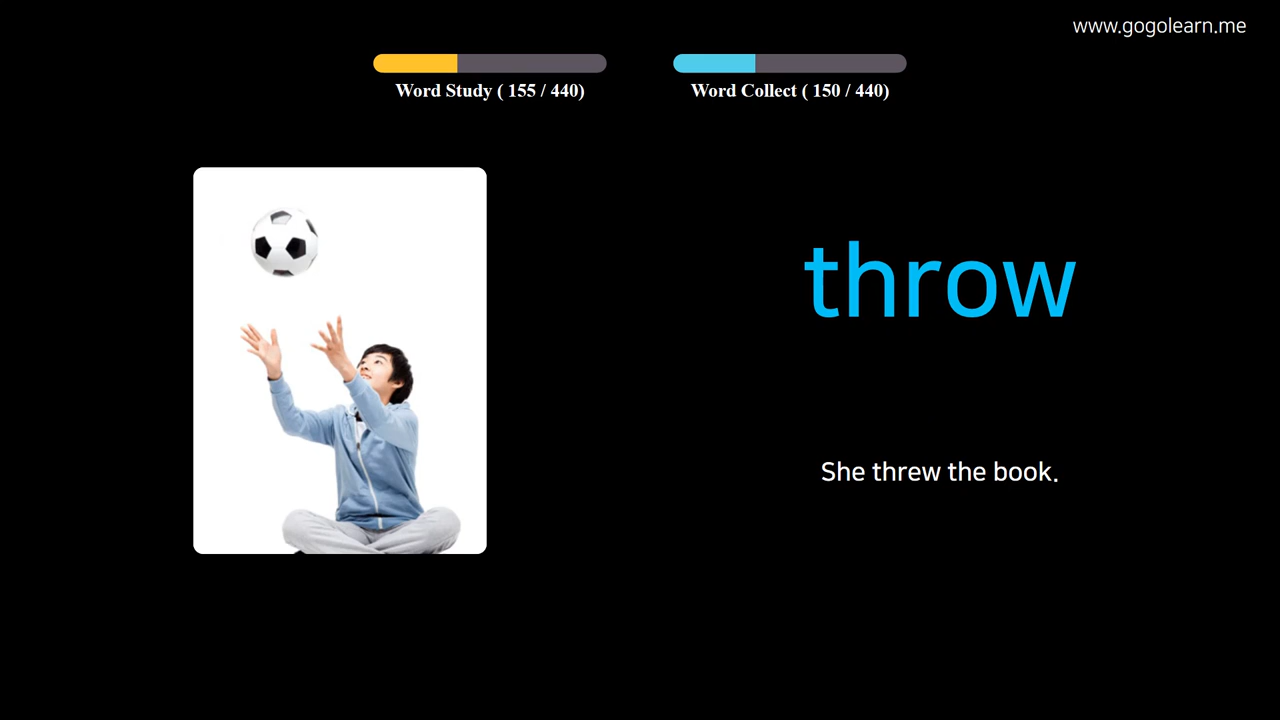 www.gogolearn.me
Word Study ( 155 / 440)
Word Collect ( 150 / 440)
throw
She threw the book.